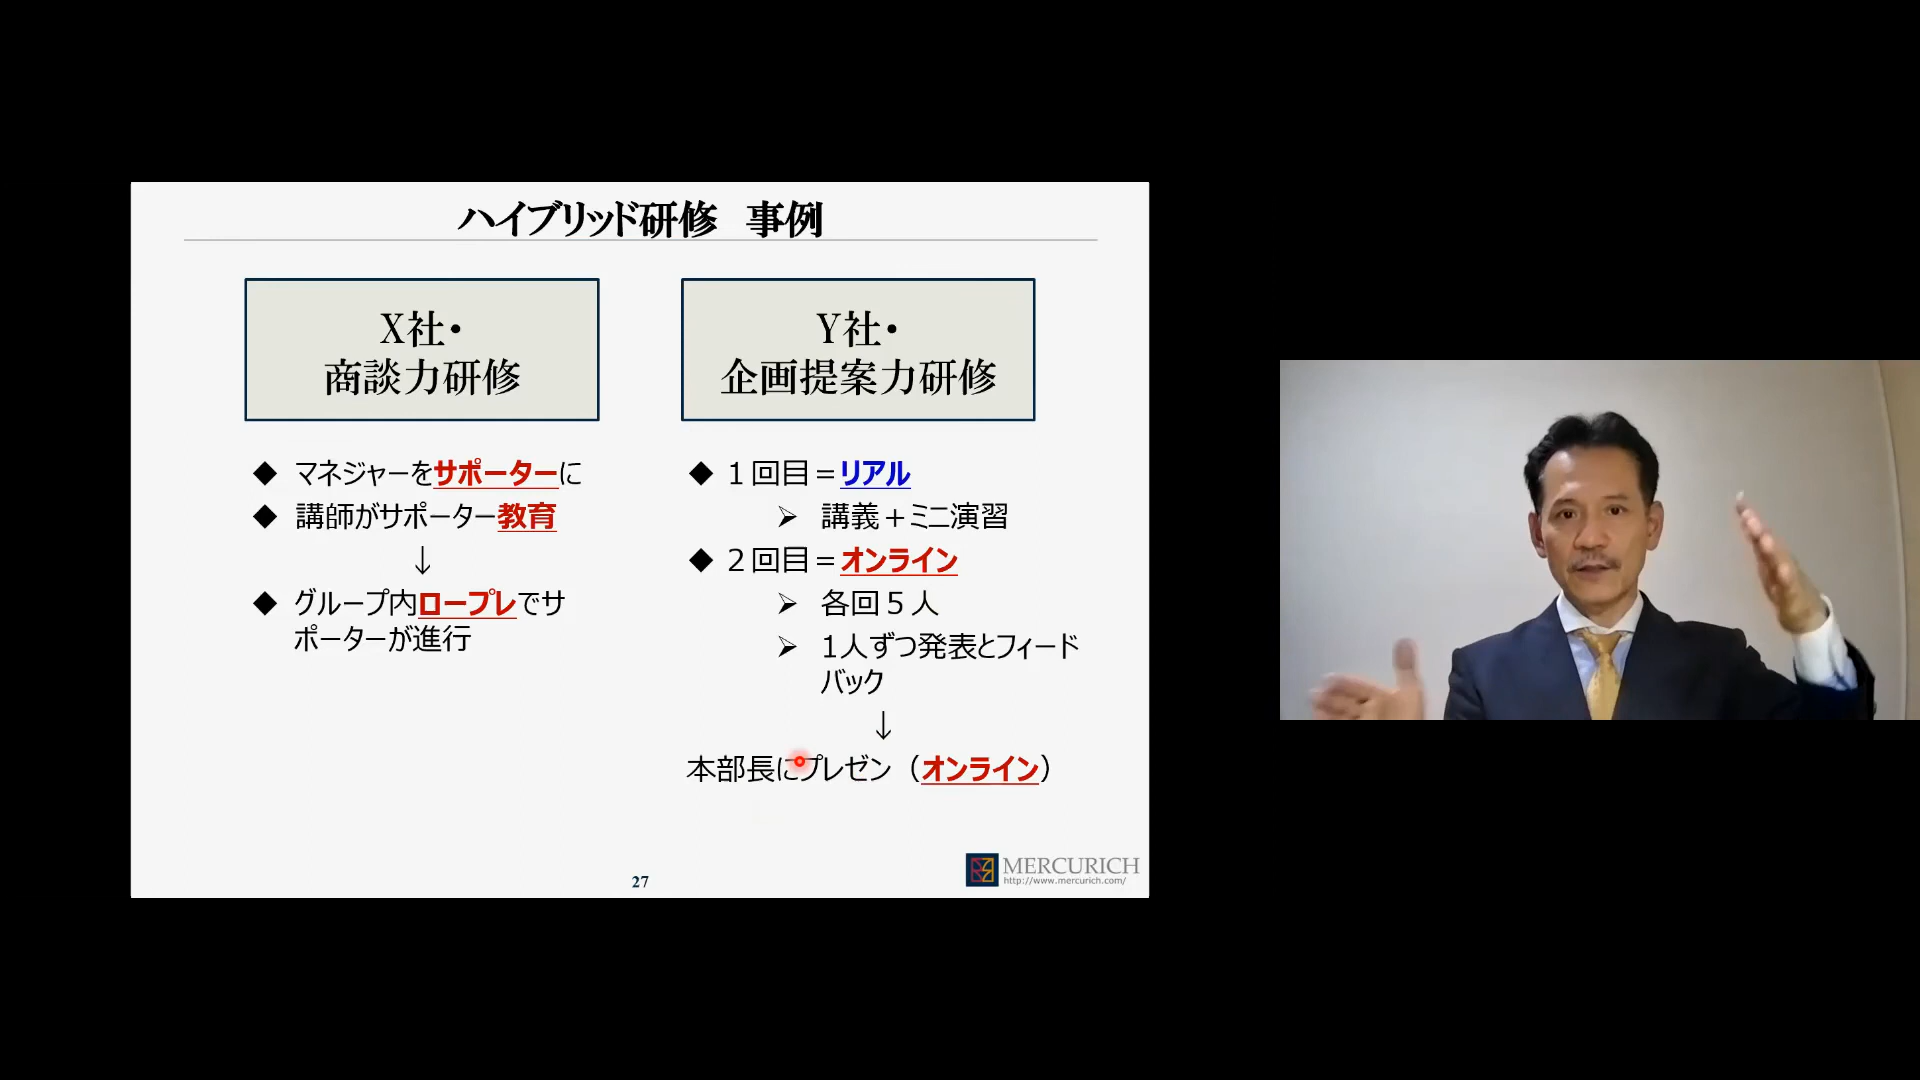 ハイブリッド研修　事例
X社・
商談力研修
◆ マネジャーをサポーターに
◆ 講師がサポーター教育
↓
◆ グループ内ロープレでサ
ポーターが進行
Y社・
企画提案力研修
◆ １回目＝リアル
➢ 講義＋ミニ演習
◆ ２回目＝オンライン
➢ 各回５人
➢ 1人ずつ発表とフィード
バック
↓
本部長にプレゼン（オンライン）
27
MERCURICH
http://www.mercurich.com/